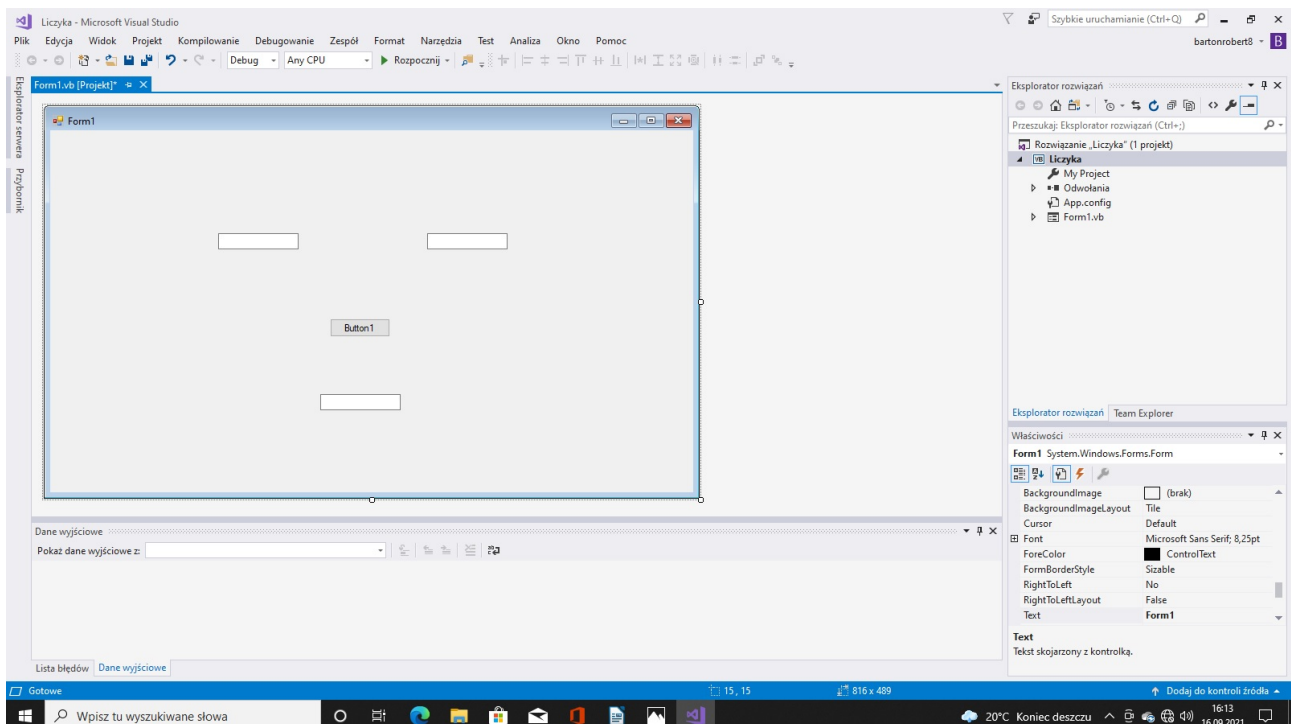 Liczyka - Microsoft Visual Studio
Szybkie uruchamianie (Ctrl+Q)
Plik Edycja Widok Projekt Kompilowanie Debugowanie Zespół Format Narzędzia Test Analiza Okno Pomoc
bartonrobert8 B
Debug Any CPU Rozpocznij
Eksplorator serwera
Przybornik
Form1.vb [Projekt]*
Form1
Button1
Eksplorator rozwiązań
Przeszukaj: Eksplorator rozwiązań (Ctrl+;)
Rozwiązanie „Liczyka” (1 projekt)
VB Liczyka
My Project
Odwołania
App.config
Form1.vb
Eksplorator rozwiązań Team Explorer
Właściwości
Form1 System.Windows.Forms.Form
BackgroundImage (brak)
BackgroundImageLayout Tile
Cursor Default
Font Microsoft Sans Serif; 8,25pt
ForeColor ControlText
FormBorderStyle Sizable
RightToLeft No
RightToLeftLayout False
Text Form1
Text
Tekst skojarzony z kontrolką.
Dane wyjściowe
Pokaż dane wyjściowe z:
Lista błędów Dane wyjściowe
Gotowe 15 , 15 816 x 489 Dodaj do kontroli źródła
Wpisz tu wyszukiwane słowa
20°C Koniec deszczu
16:13
16.09.2021